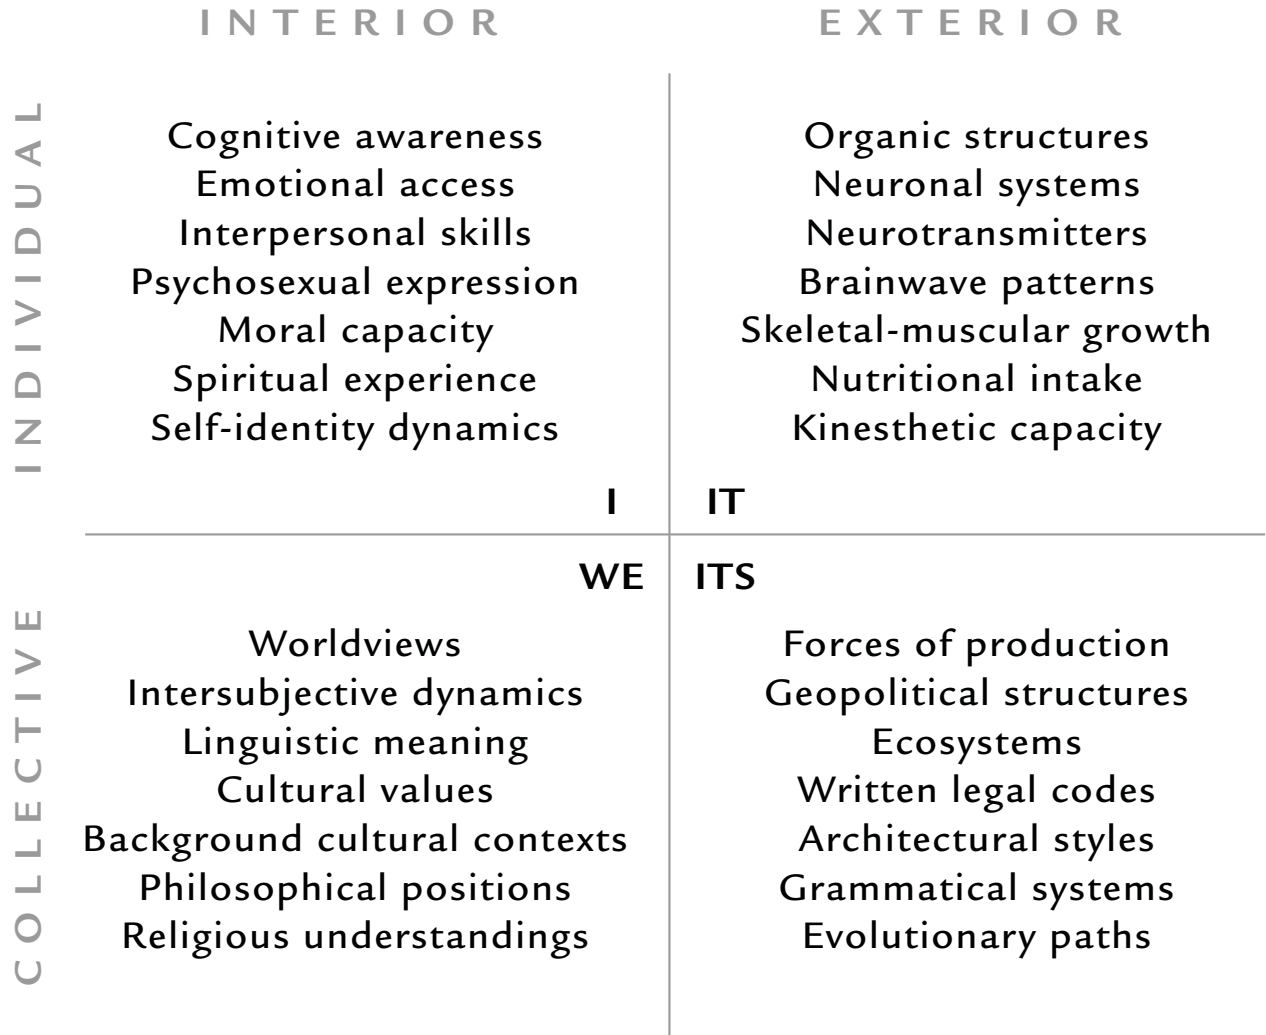 INTERIOR
EXTERIOR
INDIVIDUAL
Cognitive awareness
Emotional access
Interpersonal skills
Psychosexual expression
Moral capacity
Spiritual experience
Self-identity dynamics
I
Organic structures
Neuronal systems
Neurotransmitters
Brainwave patterns
Skeletal-muscular growth
Nutritional intake
Kinesthetic capacity
IT
COLLECTIVE
WE
Worldviews
Intersubjective dynamics
Linguistic meaning
Cultural values
Background cultural contexts
Philosophical positions
Religious understandings
ITS
Forces of production
Geopolitical structures
Ecosystems
Written legal codes
Architectural styles
Grammatical systems
Evolutionary paths